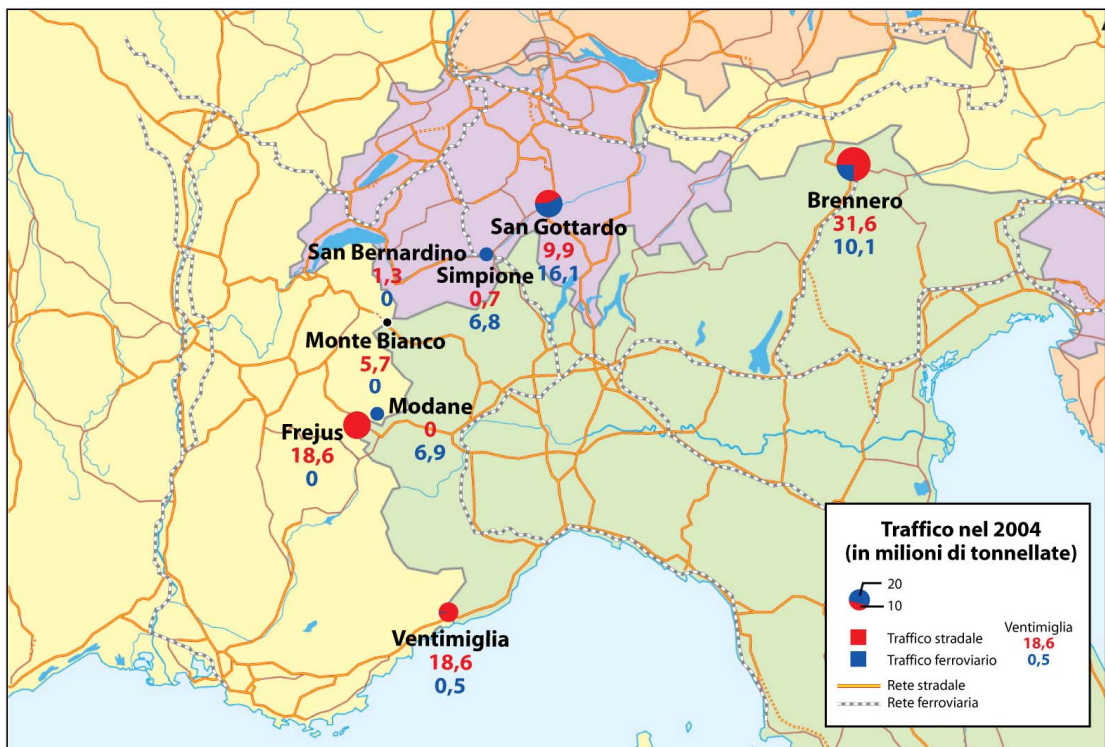 Brennero
31,6
10,1
San Gottardo
9,9
16,1
San Bernardino
1,3
0
Simpione
0,7
6,8
Monte Bianco
5,7
0
Modane
0
6,9
Frejus
18,6
0
Ventimiglia
18,6
0,5
Traffico nel 2004
(in milioni di tonnellate)
20
10
Ventimiglia
Traffico stradale
18,6
Traffico ferroviario
0,5
Rete stradale
Rete ferroviaria